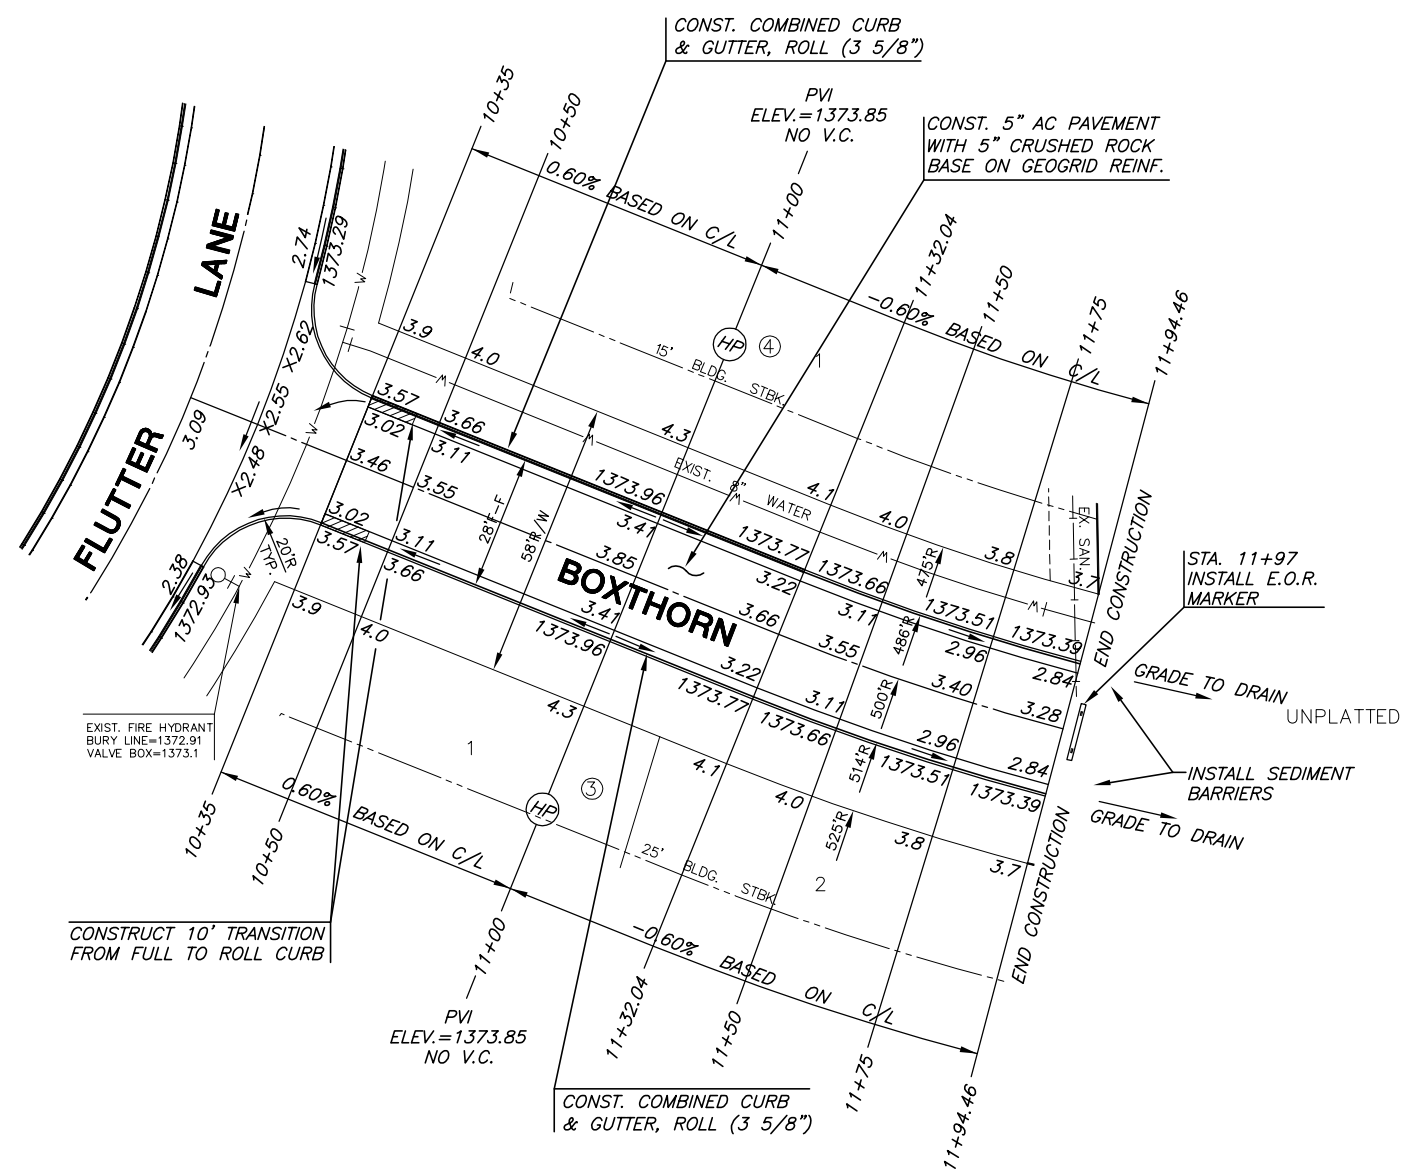 CONST. COMBINED CURB
& GUTTER, ROLL (3 5/8")
10+35
10+50
PVI
ELEV.=1373.85
NO V.C.
11+00
CONST. 5" AC PAVEMENT
WITH 5" CRUSHED ROCK
BASE ON GEOGRID REINF.
0.60% BASED ON C/L
11+32.04
11+50
11+75
11+94.46
-0.60% BASED ON C/L
FLUTTER LANE
2.74
1373.29
X2.62
X2.55
X2.48
3.09
2.38
1372.93
20'R
TYP.
W
W
W
3.9
4.0
4.3
4.1
4.0
3.8
3.7
HP
4
1
15' BLDG. STBK.
W
W
EXIST. 8" WATER
W
W
W
EX. SAN.
3.57
3.66
1373.96
1373.77
1373.66
1373.51
1373.39
3.02
3.11
3.41
3.22
3.11
2.96
2.84
3.46
3.55
3.85
3.66
3.55
3.40
3.28
28'F-F
58'R/W
BOXTHORN
475'R
486'R
500'R
514'R
525'R
3.02
3.11
3.41
3.22
3.11
2.96
2.84
3.57
3.66
1373.96
1373.77
1373.66
1373.51
1373.39
3.9
4.0
4.3
4.1
4.0
3.8
3.7
END CONSTRUCTION
STA. 11+97
INSTALL E.O.R.
MARKER
GRADE TO DRAIN
UNPLATTED
INSTALL SEDIMENT
BARRIERS
GRADE TO DRAIN
END CONSTRUCTION
EXIST. FIRE HYDRANT
BURY LINE=1372.91
VALVE BOX=1373.1
1
HP
3
25' BLDG. STBK.
2
0.60% BASED ON C/L
-0.60% BASED ON C/L
10+35
10+50
11+00
11+32.04
11+50
11+75
11+94.46
CONSTRUCT 10' TRANSITION
FROM FULL TO ROLL CURB
PVI
ELEV.=1373.85
NO V.C.
CONST. COMBINED CURB
& GUTTER, ROLL (3 5/8")